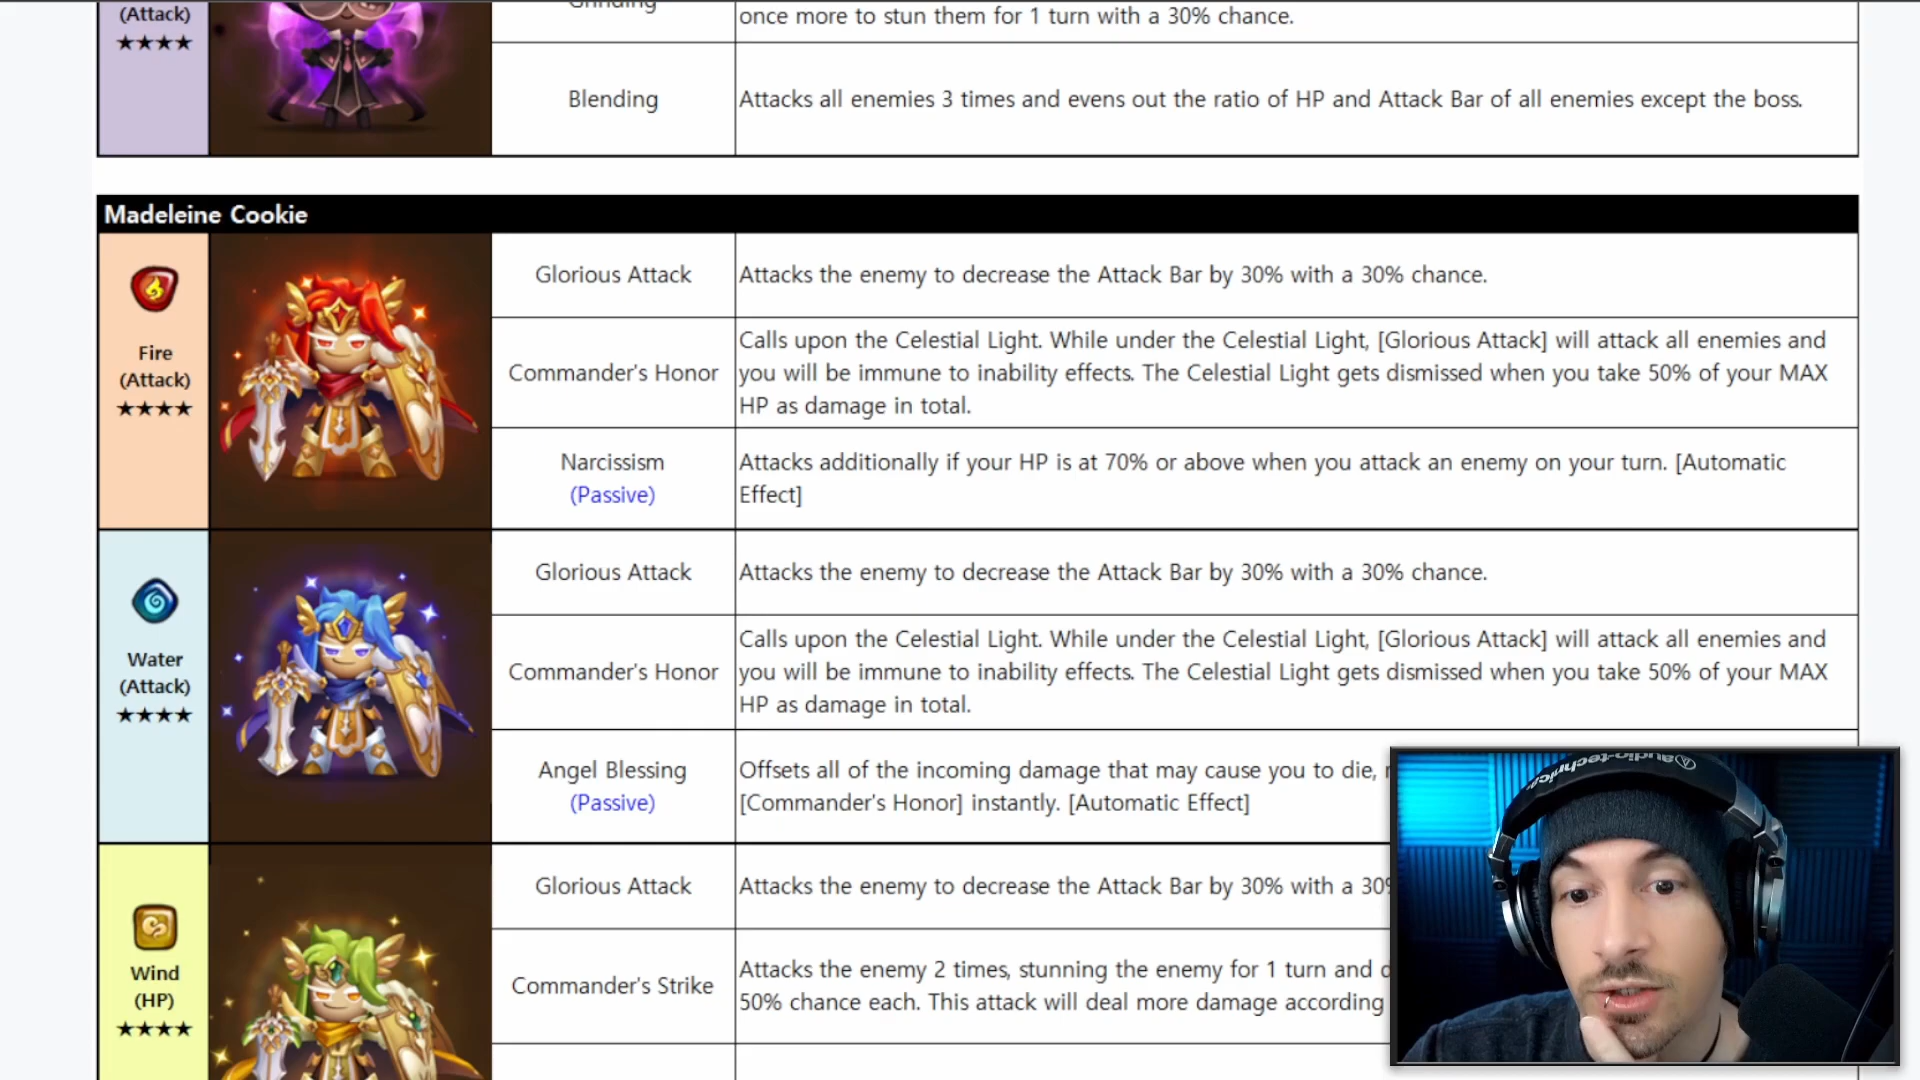 (Attack)
★★★★
Grinding
once more to stun them for 1 turn with a 30% chance.
Blending
Attacks all enemies 3 times and evens out the ratio of HP and Attack Bar of all enemies except the boss.
Madeleine Cookie
Fire
(Attack)
★★★★
Glorious Attack
Attacks the enemy to decrease the Attack Bar by 30% with a 30% chance.
Commander's Honor
Calls upon the Celestial Light. While under the Celestial Light, [Glorious Attack] will attack all enemies and
you will be immune to inability effects. The Celestial Light gets dismissed when you take 50% of your MAX
HP as damage in total.
Narcissism
(Passive)
Attacks additionally if your HP is at 70% or above when you attack an enemy on your turn. [Automatic
Effect]
Water
(Attack)
★★★★
Glorious Attack
Attacks the enemy to decrease the Attack Bar by 30% with a 30% chance.
Commander's Honor
Calls upon the Celestial Light. While under the Celestial Light, [Glorious Attack] will attack all enemies and
you will be immune to inability effects. The Celestial Light gets dismissed when you take 50% of your MAX
HP as damage in total.
Angel Blessing
(Passive)
Offsets all of the incoming damage that may cause you to die,
[Commander's Honor] instantly. [Automatic Effect]
Wind
(HP)
★★★★
Glorious Attack
Attacks the enemy to decrease the Attack Bar by 30% with a 30%
Commander's Strike
Attacks the enemy 2 times, stunning the enemy for 1 turn and
50% chance each. This attack will deal more damage according
audio-technica